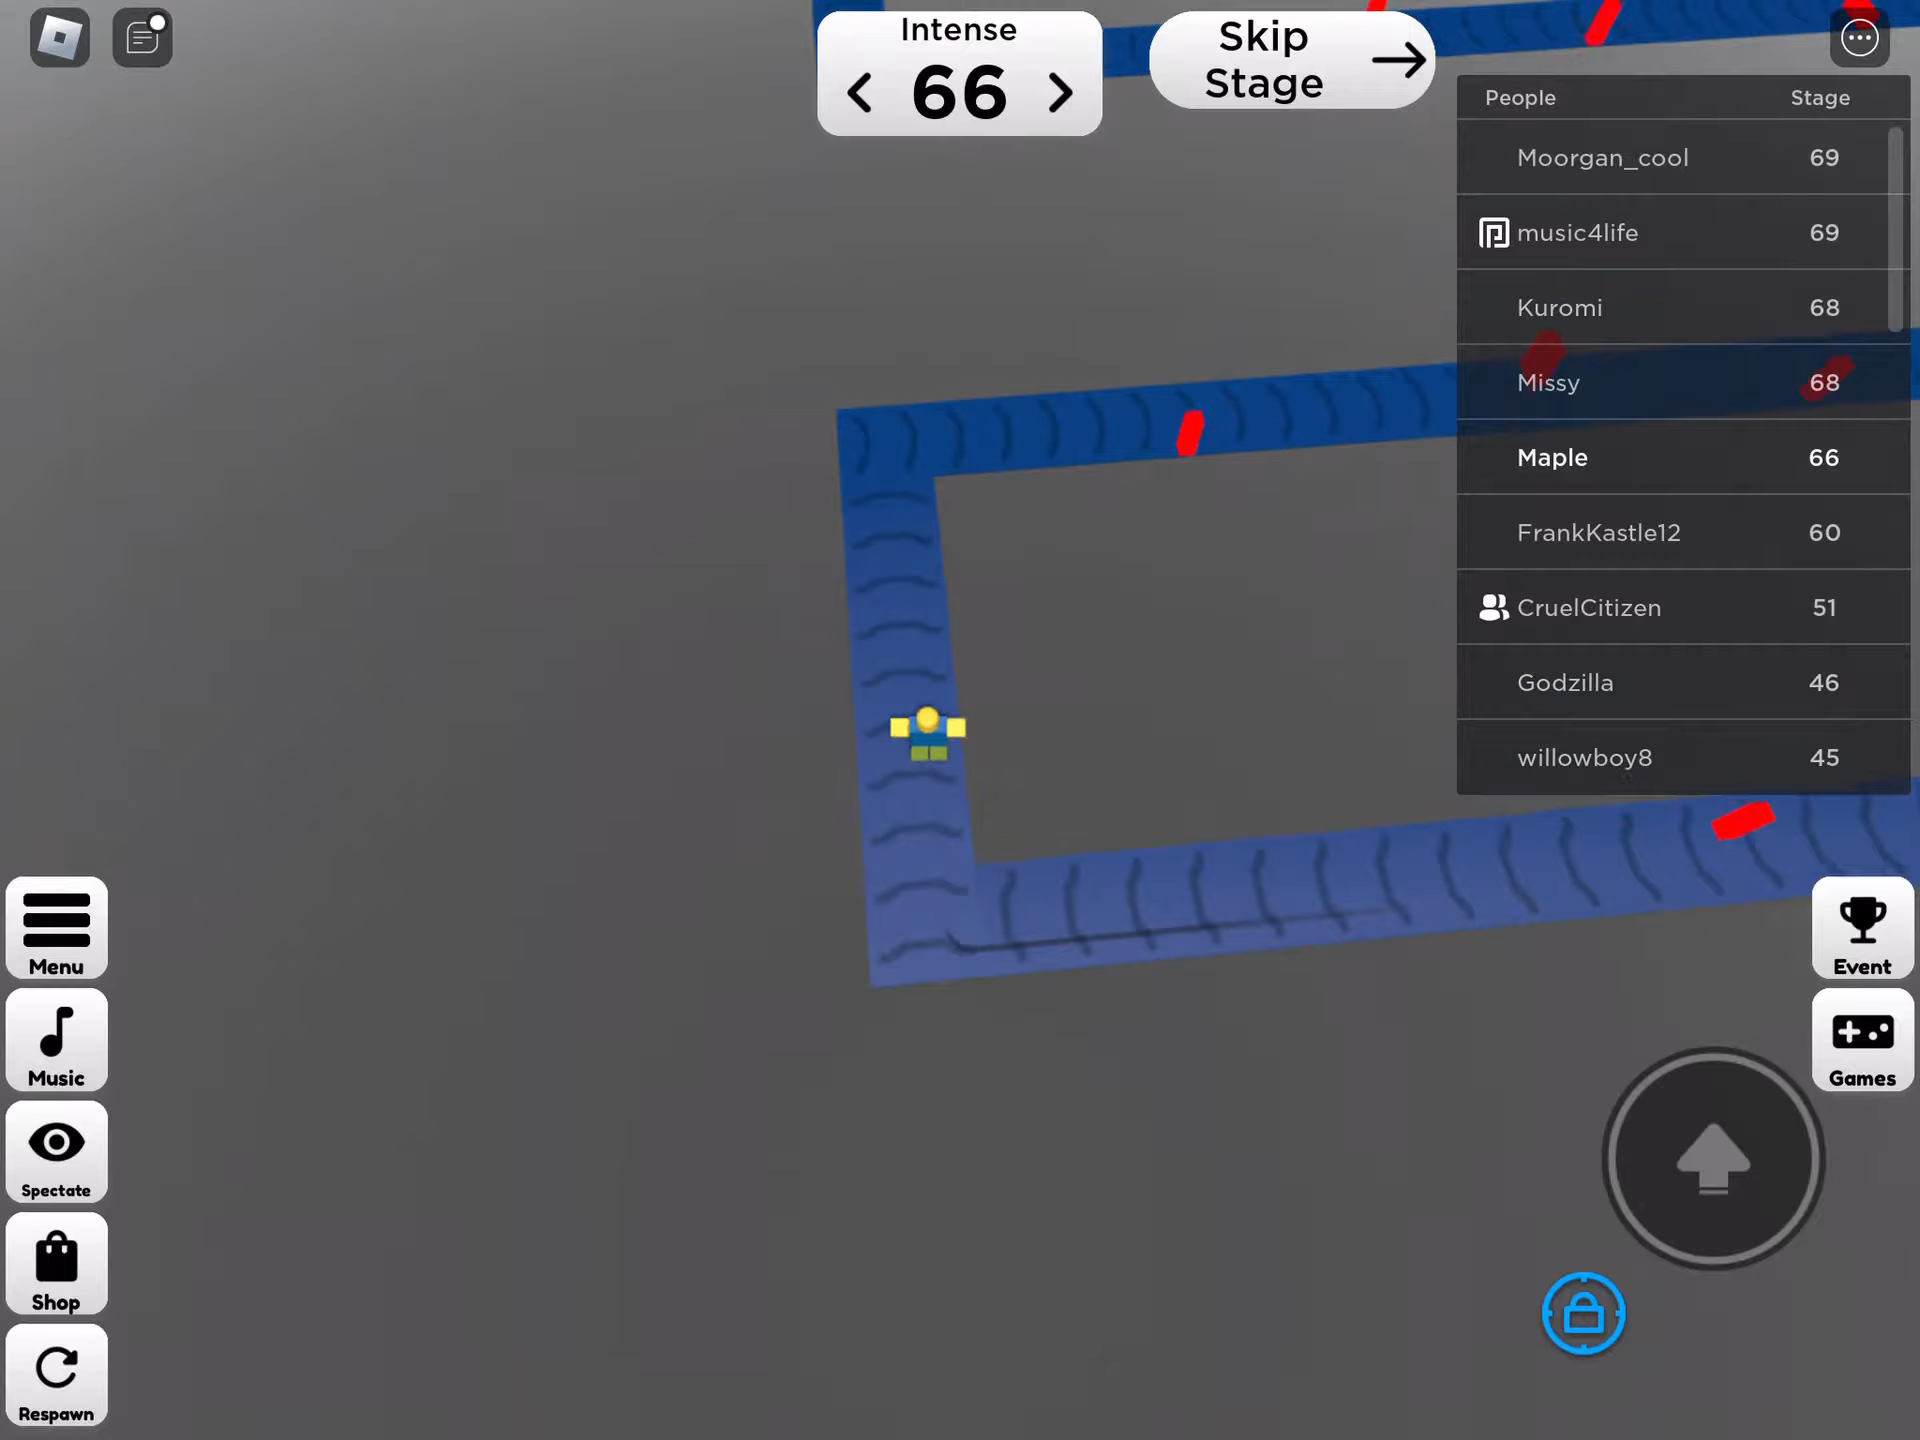 Intense
66
Skip
Stage
People Stage
Moorgan_cool 69
music4life 69
Kuromi 68
Missy 68
Maple 66
FrankKastle12 60
CruelCitizen 51
Godzilla 46
willowboy8 45
Menu
Music
Spectate
Shop
Respawn
Event
Games